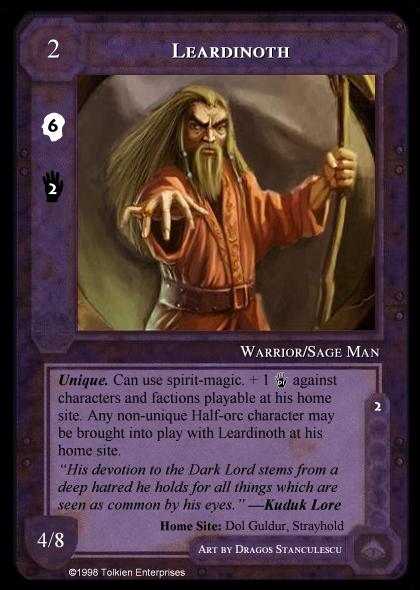 2
LEARDINOTH
6
2
WARRIOR/SAGE MAN
Unique. Can use spirit-magic. + 1 against
characters and factions playable at his home
site. Any non-unique Half-orc character may
be brought into play with Leardinoth at his
home site.
2
“His devotion to the Dark Lord stems from a
deep hatred he holds for all things which are
seen as common by his eyes.” —Kuduk Lore
Home Site: Dol Guldur, Strayhold
4/8
ART BY DRAGOS STANCULESCU
©1998 Tolkien Enterprises